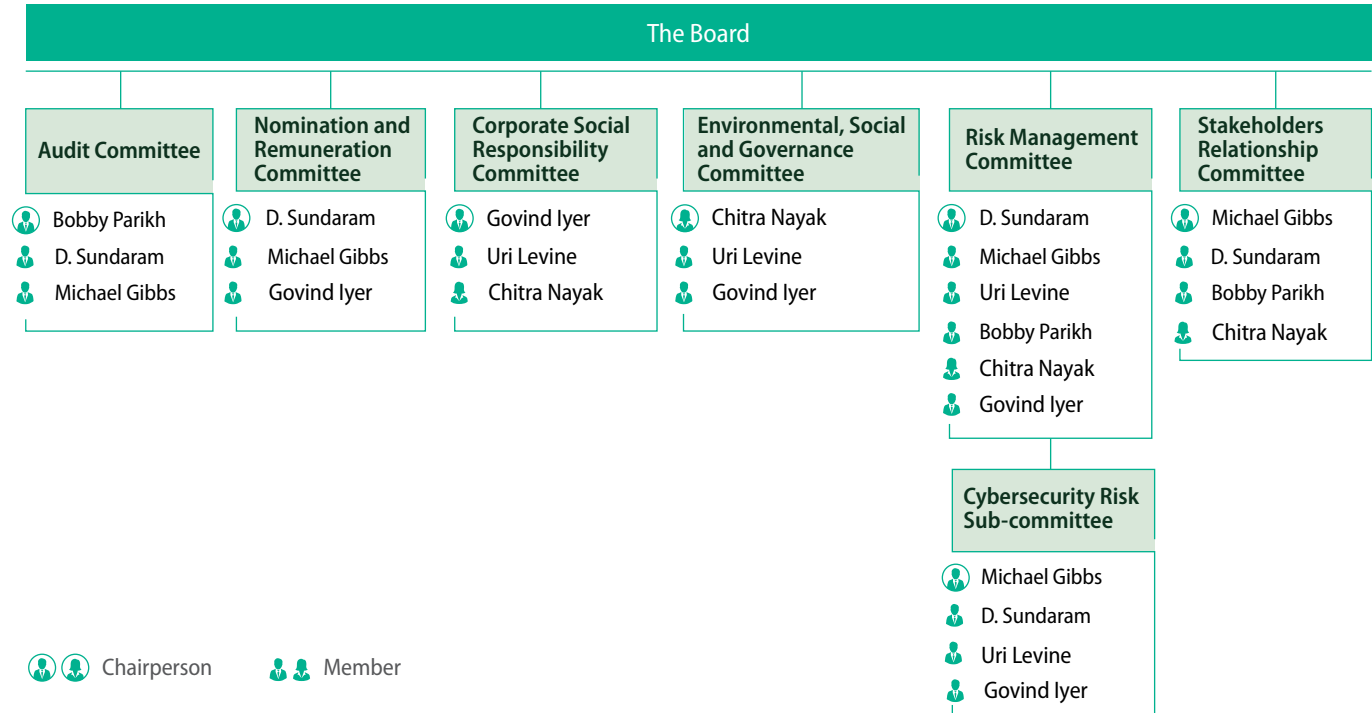 The Board
Audit Committee
Bobby Parikh
D. Sundaram
Michael Gibbs
Nomination and
Remuneration
Committee
D. Sundaram
Michael Gibbs
Govind Iyer
Corporate Social
Responsibility
Committee
Govind Iyer
Uri Levine
Chitra Nayak
Environmental, Social
and Governance
Committee
Chitra Nayak
Uri Levine
Govind Iyer
Risk Management
Committee
D. Sundaram
Michael Gibbs
Uri Levine
Bobby Parikh
Chitra Nayak
Govind Iyer
Cybersecurity Risk
Sub-committee
Michael Gibbs
D. Sundaram
Uri Levine
Govind Iyer
Stakeholders
Relationship
Committee
Michael Gibbs
D. Sundaram
Bobby Parikh
Chitra Nayak
Chairperson
Member